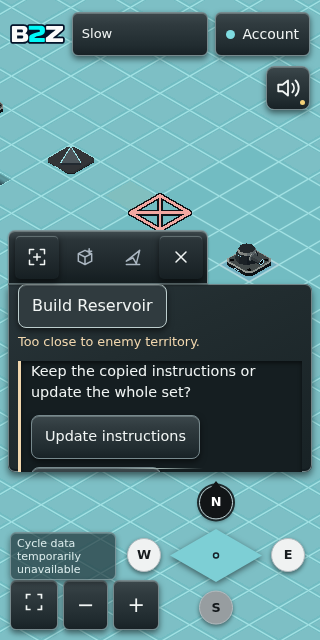 B2Z
Slow
Account
Build Reservoir
Too close to enemy territory.
Keep the copied instructions or
update the whole set?
Update instructions
N
Cycle data
temporarily
unavailable
W
E
S